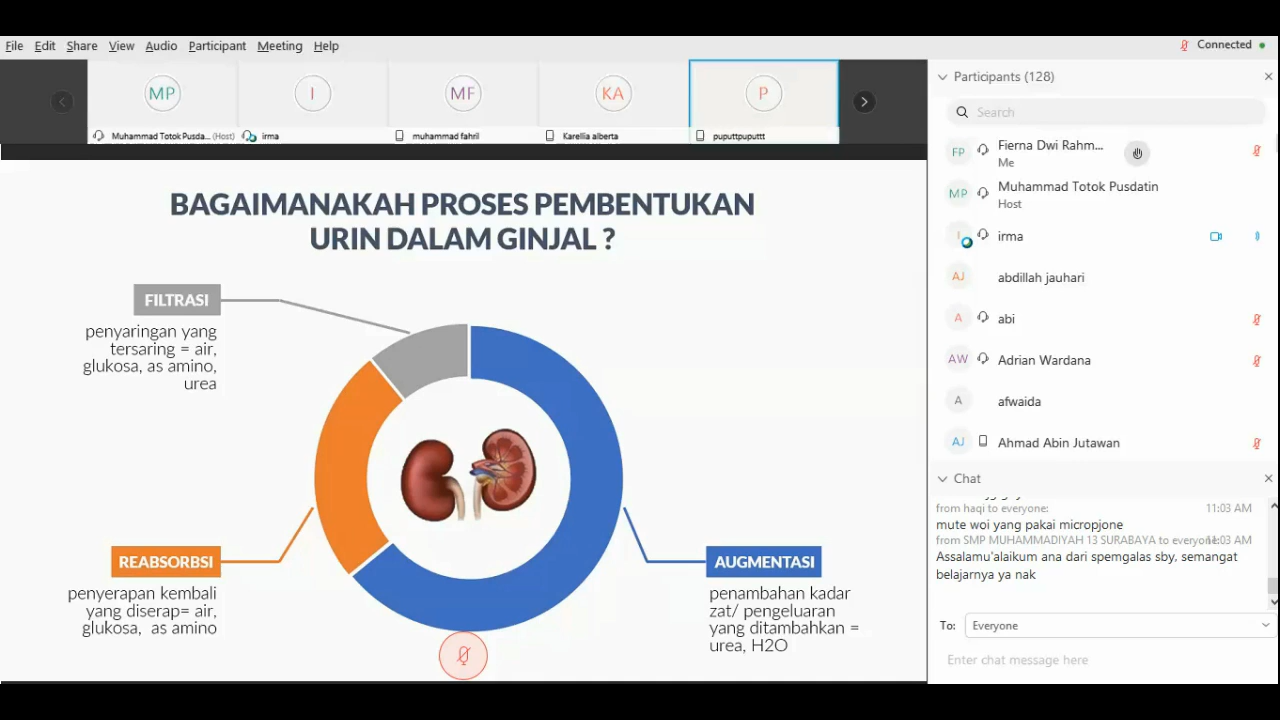 File Edit Share View Audio Participant Meeting Help
Connected
MP
I
MF
KA
P
Muhammad Totok Pusda... (Host)
irma
muhammad fahril
Karellia alberta
puputtpuputtt
BAGAIMANAKAH PROSES PEMBENTUKAN
URIN DALAM GINJAL ?
FILTRASI
penyaringan yang
tersaring = air,
glukosa, as amino,
urea
REABSORBSI
penyerapan kembali
yang diserap= air,
glukosa, as amino
AUGMENTASI
penambahan kadar
zat/ pengeluaran
yang ditambahkan =
urea, H2O
Participants (128)
Search
FP
Fierna Dwi Rahm...
Me
MP
Muhammad Totok Pusdatin
Host
I
irma
AJ
abdillah jauhari
A
abi
AW
Adrian Wardana
A
afwaida
AJ
Ahmad Abin Jutawan
Chat
from haqi to everyone: 11:03 AM
mute woi yang pakai micropjone
from SMP MUHAMMADIYAH 13 SURABAYA to everyone: 11:03 AM
Assalamu'alaikum ana dari spemgalas sby, semangat
belajarnya ya nak
To: Everyone
Enter chat message here